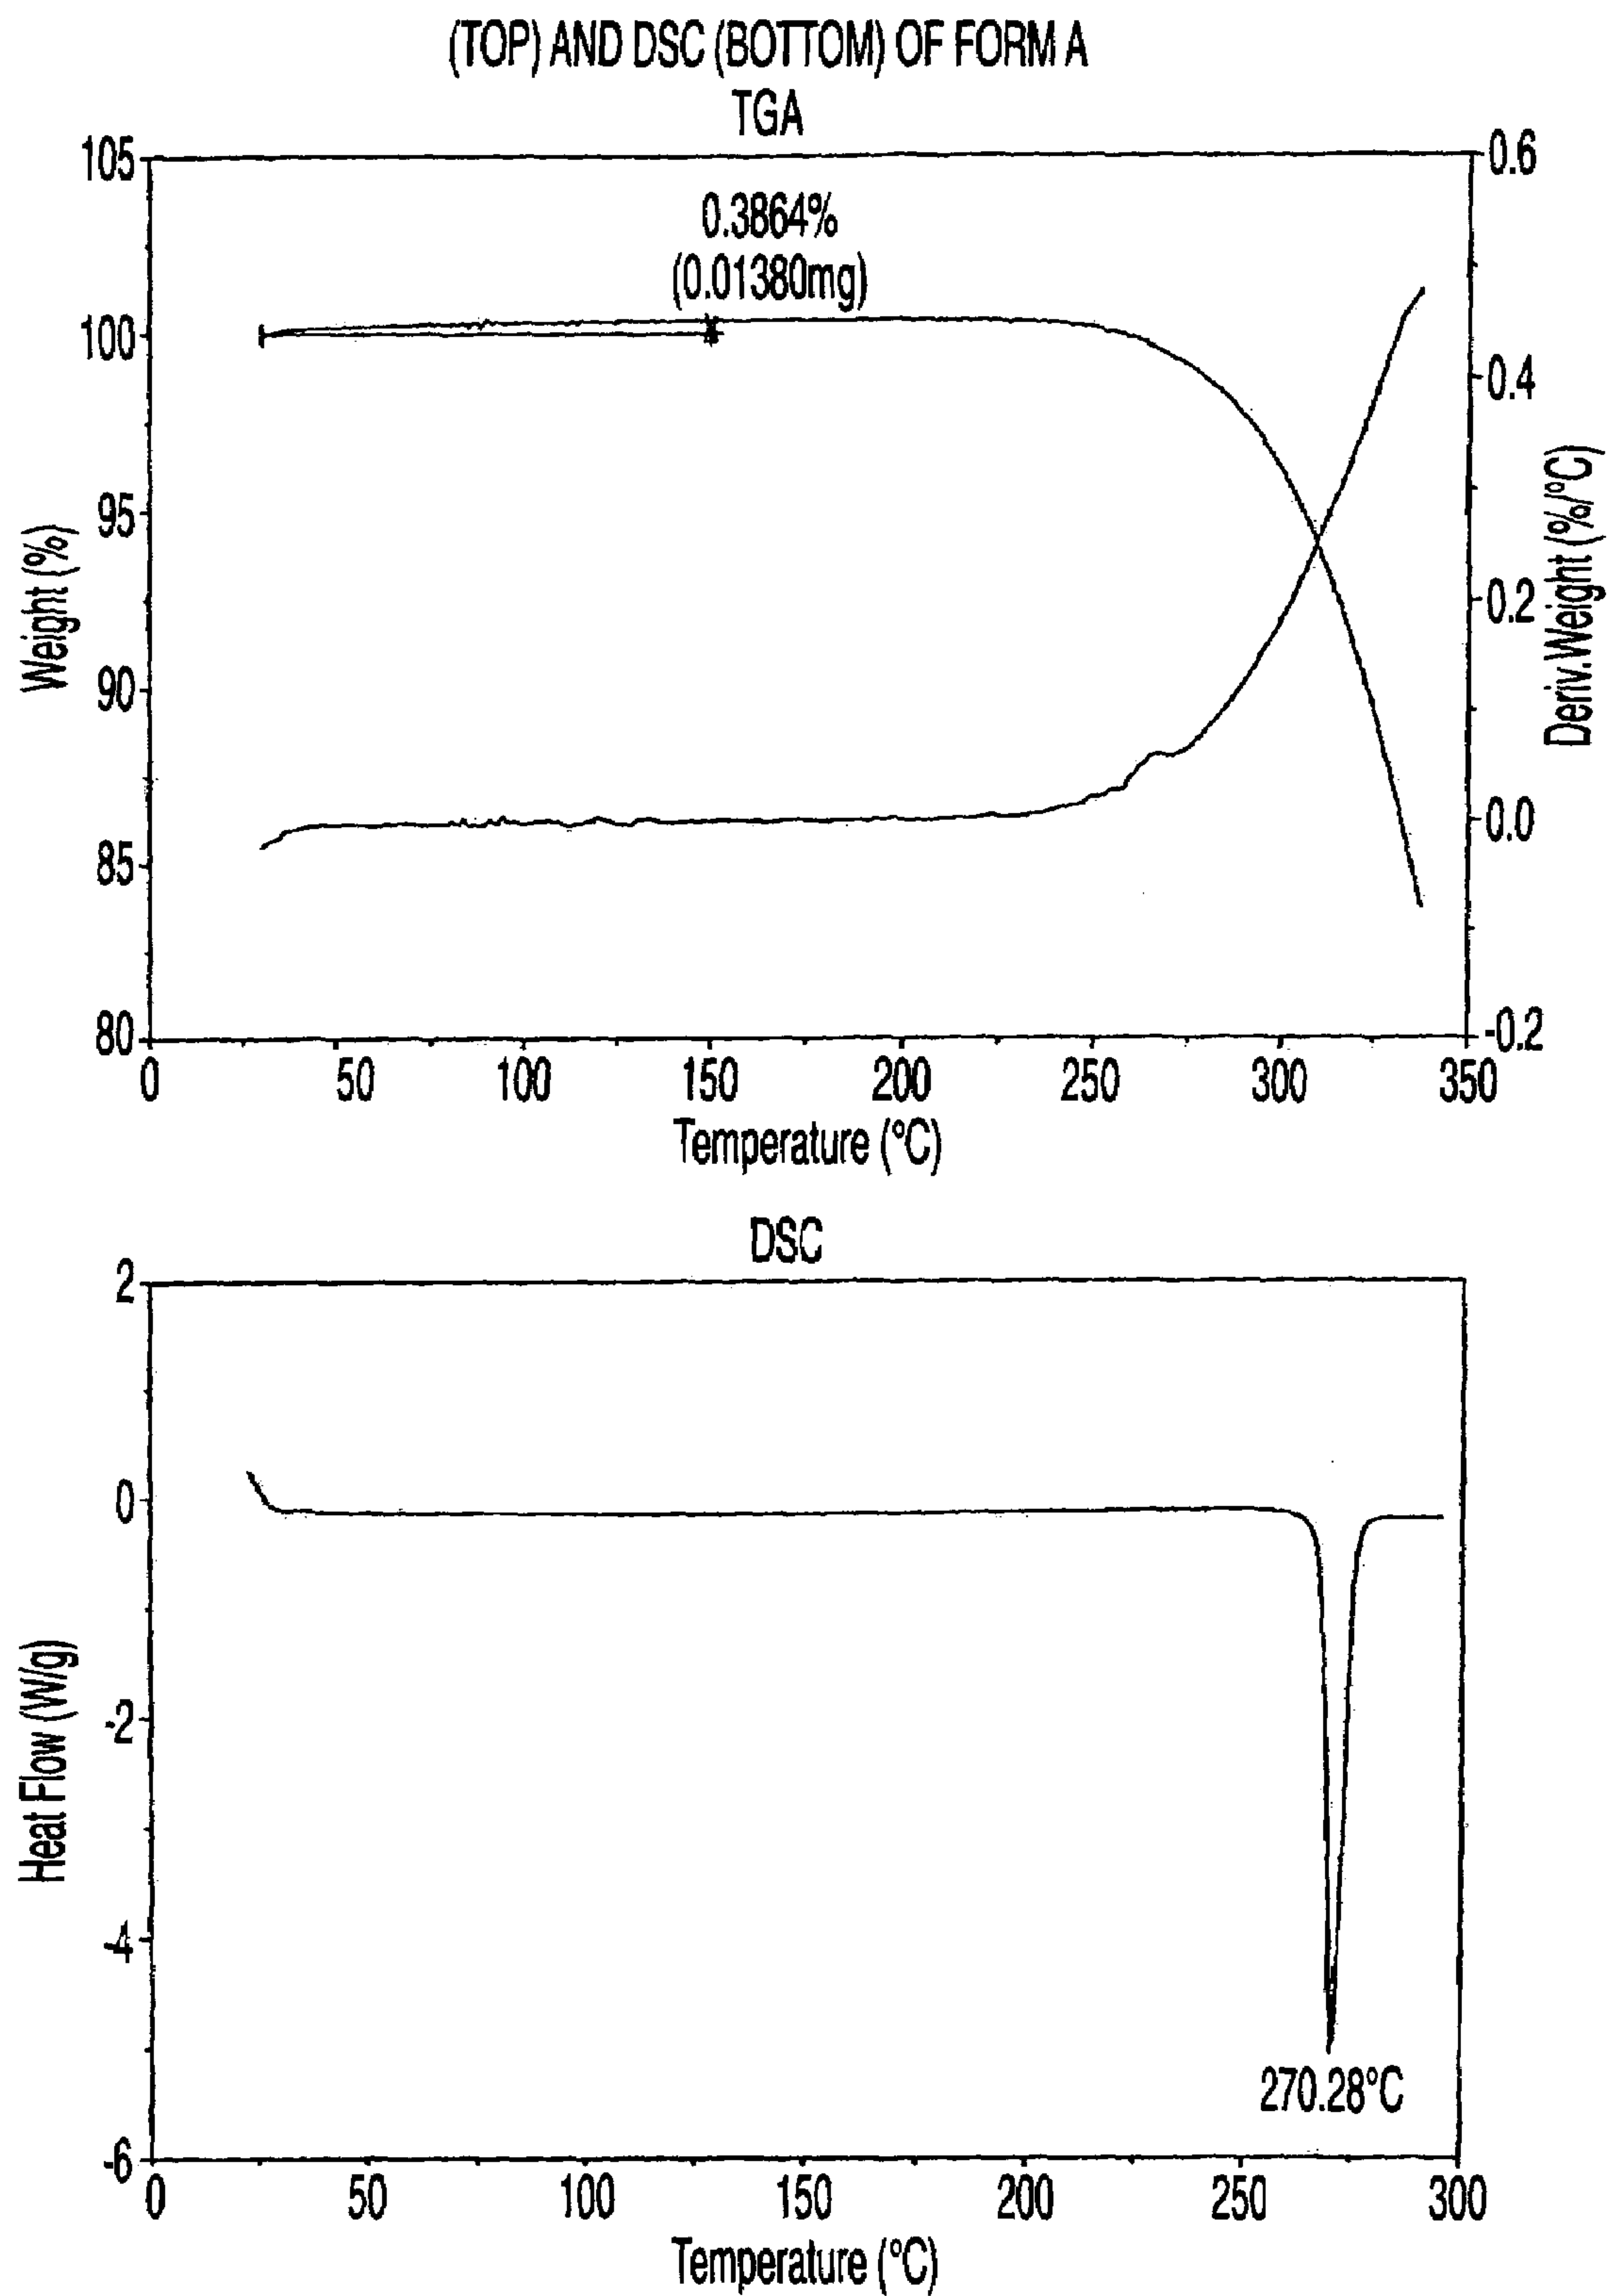 (TOP) AND DSC (BOTTOM) OF FORM A
TGA
105
100
95
90
85
80
Weight (%)
0.3864%
(0.01380mg)
0.6
0.4
0.2
0.0
-0.2
Deriv.Weight (%/°C)
0 50 100 150 200 250 300 350
Temperature (°C)
DSC
2
0
-2
-4
-6
Heat Flow (W/g)
270.28°C
0 50 100 150 200 250 300
Temperature (°C)